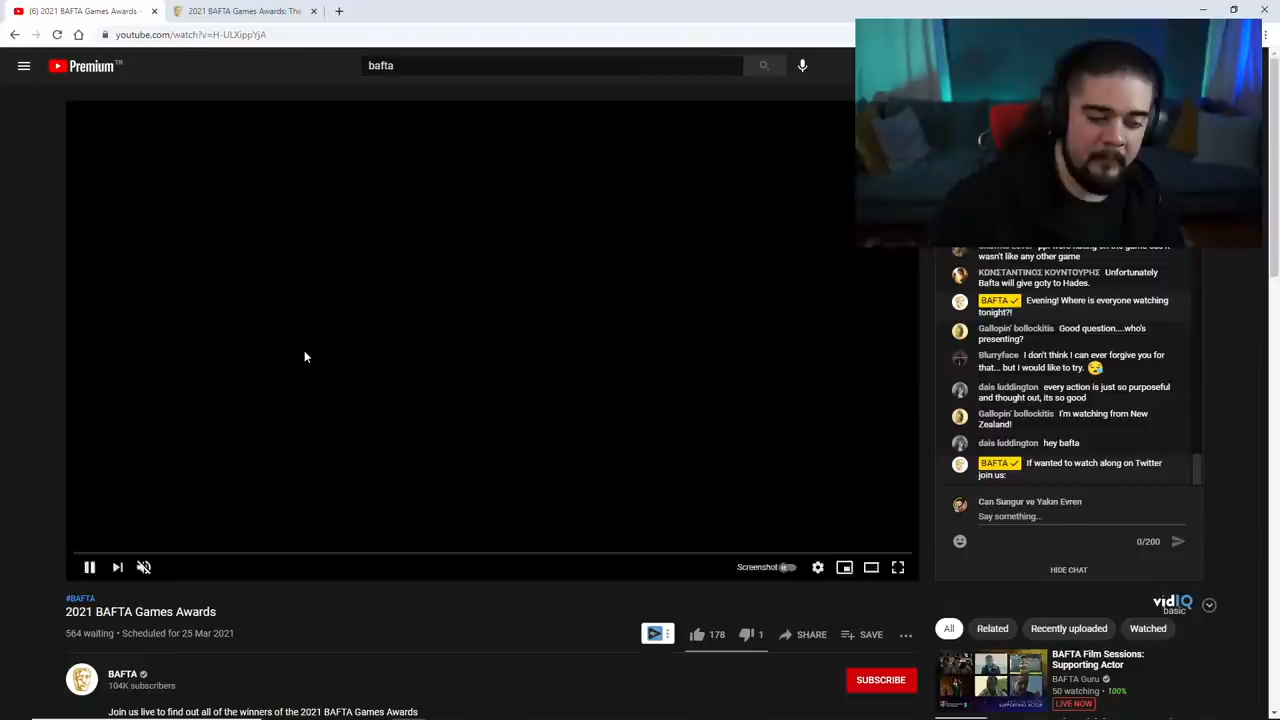 (6) 2021 BAFTA Games Awards -
2021 BAFTA Games Awards: The
youtube.com/watch?v=H-ULXippYjA
Premium TR
bafta
wasn't like any other game
ΚΩΝΣΤΑΝΤΙΝΟΣ ΚΟΥΝΤΟΥΡΗΣ Unfortunately
Bafta will give goty to Hades.
BAFTA Evening! Where is everyone watching
tonight?!
Gallopin' bollockitis Good question....who's
presenting?
Blurryface I don't think I can ever forgive you for
that... but I would like to try. 😪
dais luddington every action is just so purposeful
and thought out, its so good
Gallopin' bollockitis I'm watching from New
Zealand!
dais luddington hey bafta
BAFTA If wanted to watch along on Twitter
join us:
Can Sungur ve Yakın Evren
Say something...
0/200
HIDE CHAT
Screenshot
#BAFTA
2021 BAFTA Games Awards
564 waiting • Scheduled for 25 Mar 2021
178
1
SHARE
SAVE
BAFTA
104K subscribers
SUBSCRIBE
Join us live to find out all of the winners of the 2021 BAFTA Games Awards
vidIQ
basic
All
Related
Recently uploaded
Watched
BAFTA Film Sessions:
Supporting Actor
BAFTA Guru
50 watching • 100%
LIVE NOW
SUPPORTING ACTOR